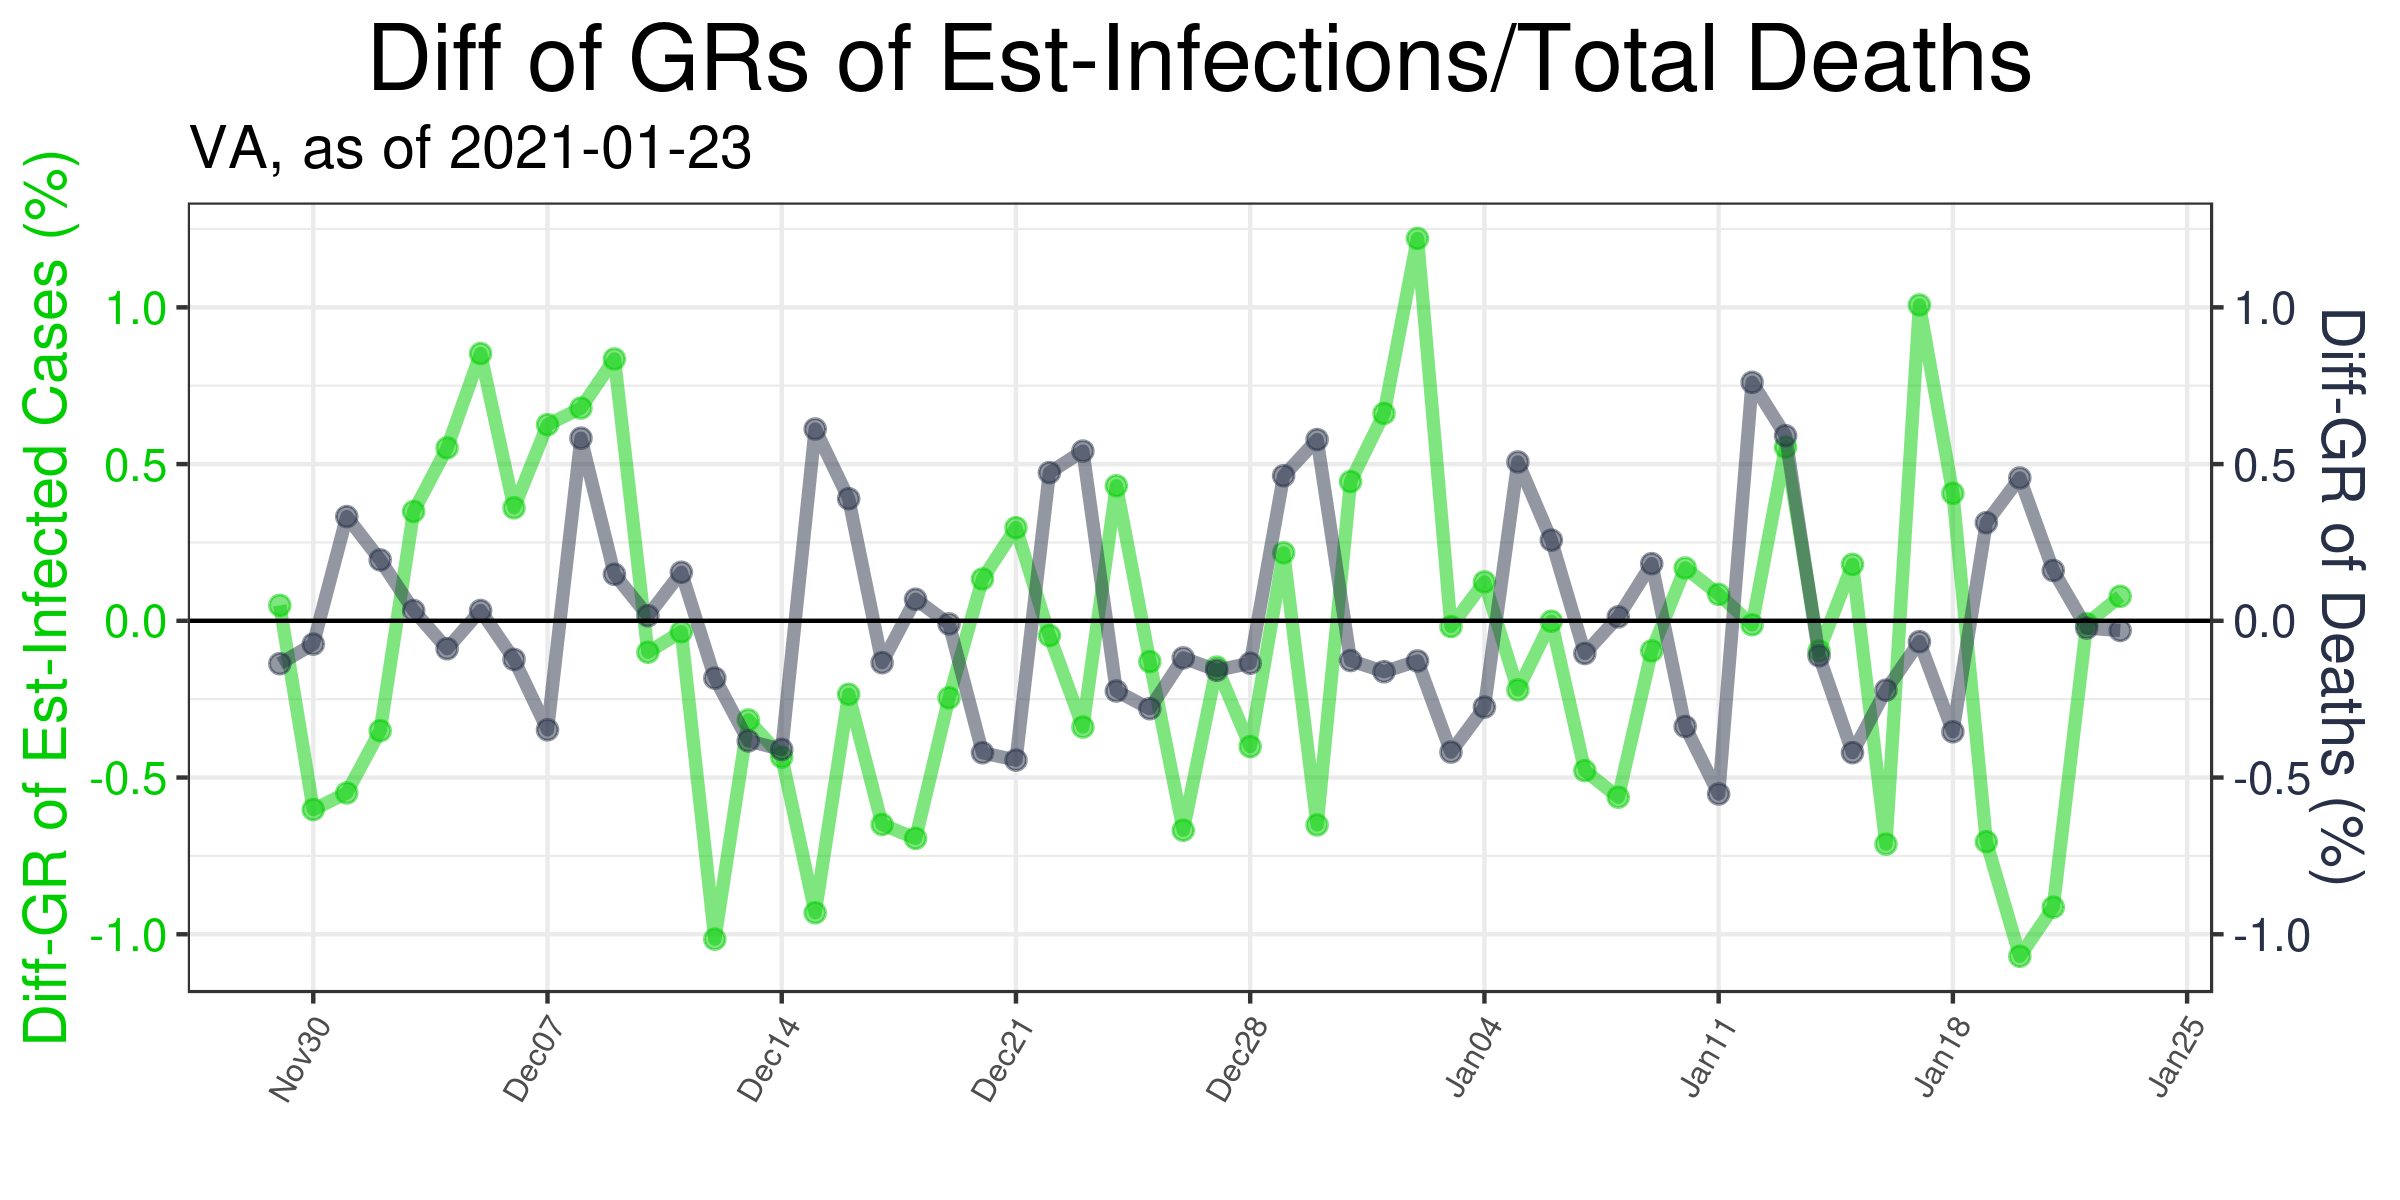 Diff of GRs of Est-Infections/Total Deaths
VA, as of 2021-01-23
Diff-GR of Est-Infected Cases (%)
1.0
0.5
0.0
-0.5
-1.0
1.0
0.5
0.0
-0.5
-1.0
Diff-GR of Deaths (%)
Nov30
Dec07
Dec14
Dec21
Dec28
Jan04
Jan11
Jan18
Jan25